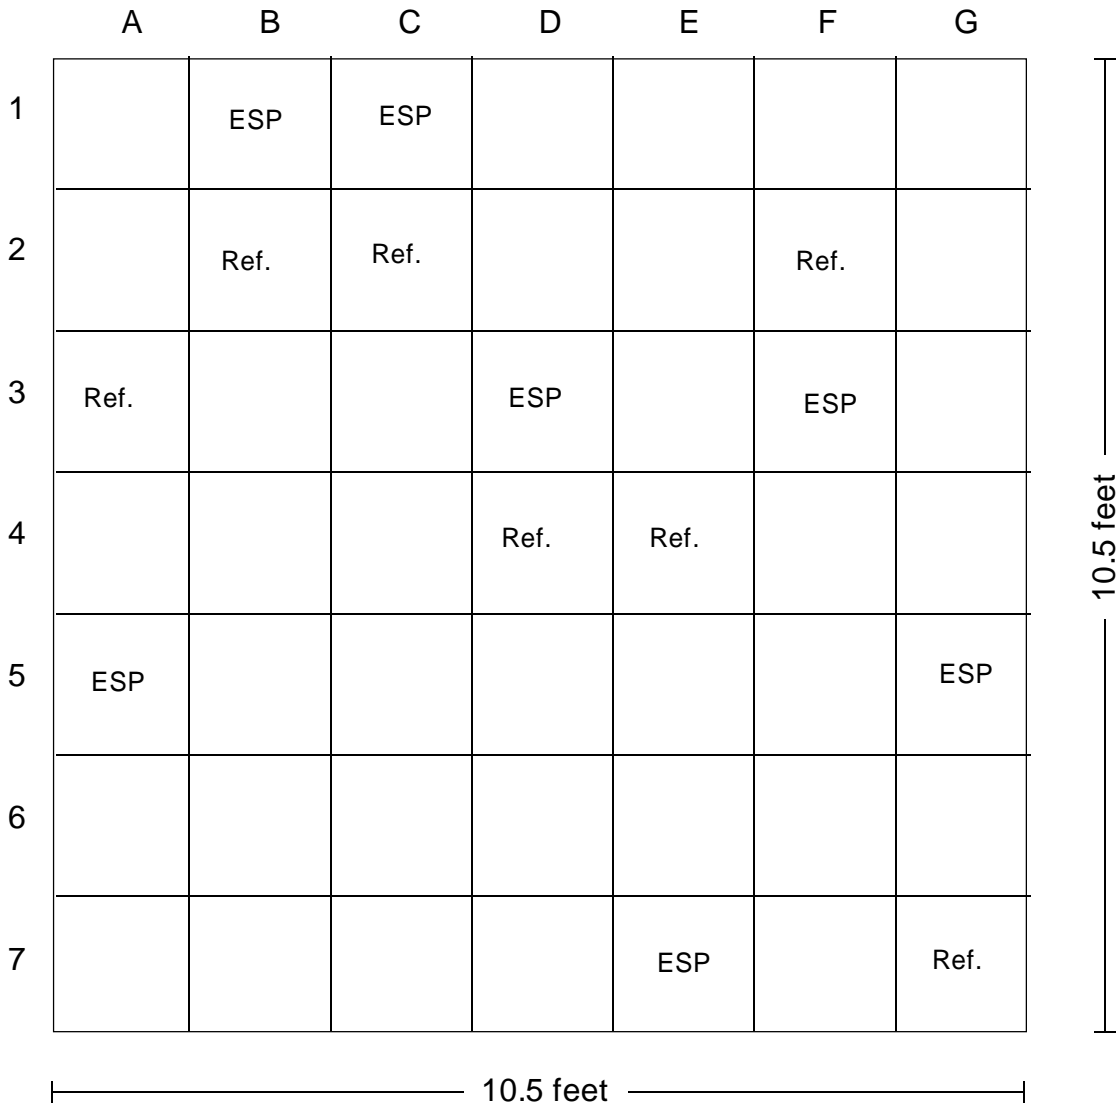 A B C D E F G
1 ESP ESP
2 Ref. Ref. Ref.
3 Ref. ESP ESP
4 Ref. Ref.
5 ESP ESP
6
7 ESP Ref.
10.5 feet
10.5 feet